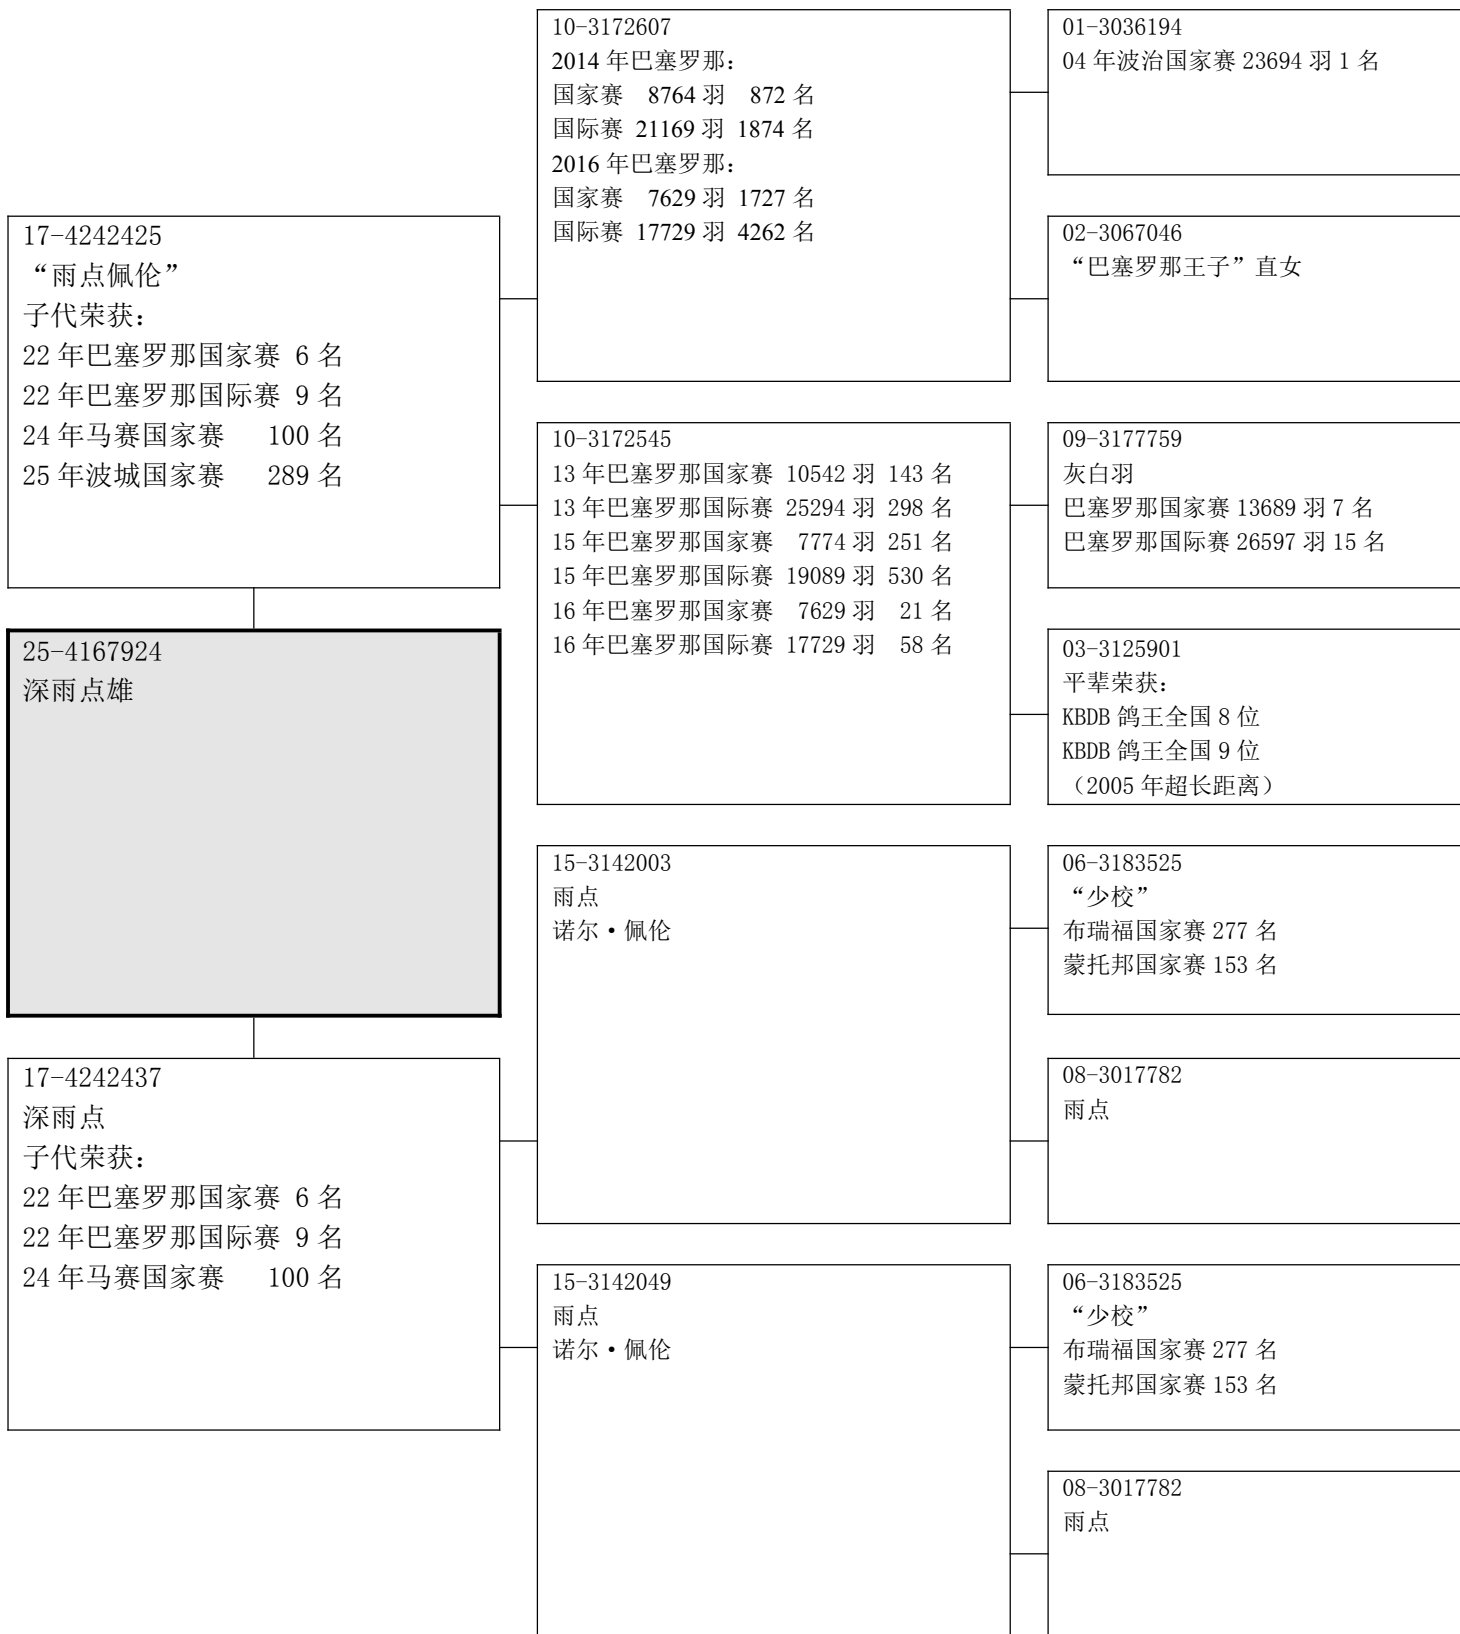 17-4242425
“雨点佩伦”
子代荣获：
22 年巴塞罗那国家赛 6 名
22 年巴塞罗那国际赛 9 名
24 年马赛国家赛 100 名
25 年波城国家赛 289 名
25-4167924
深雨点雄
17-4242437
深雨点
子代荣获：
22 年巴塞罗那国家赛 6 名
22 年巴塞罗那国际赛 9 名
24 年马赛国家赛 100 名
10-3172607
2014 年巴塞罗那：
国家赛 8764 羽 872 名
国际赛 21169 羽 1874 名
2016 年巴塞罗那：
国家赛 7629 羽 1727 名
国际赛 17729 羽 4262 名
10-3172545
13 年巴塞罗那国家赛 10542 羽 143 名
13 年巴塞罗那国际赛 25294 羽 298 名
15 年巴塞罗那国家赛 7774 羽 251 名
15 年巴塞罗那国际赛 19089 羽 530 名
16 年巴塞罗那国家赛 7629 羽 21 名
16 年巴塞罗那国际赛 17729 羽 58 名
15-3142003
雨点
诺尔·佩伦
15-3142049
雨点
诺尔·佩伦
01-3036194
04 年波治国家赛 23694 羽 1 名
02-3067046
“巴塞罗那王子”直女
09-3177759
灰白羽
巴塞罗那国家赛 13689 羽 7 名
巴塞罗那国际赛 26597 羽 15 名
03-3125901
平辈荣获：
KBDB 鸽王全国 8 位
KBDB 鸽王全国 9 位
（2005 年超长距离）
06-3183525
“少校”
布瑞福国家赛 277 名
蒙托邦国家赛 153 名
08-3017782
雨点
06-3183525
“少校”
布瑞福国家赛 277 名
蒙托邦国家赛 153 名
08-3017782
雨点